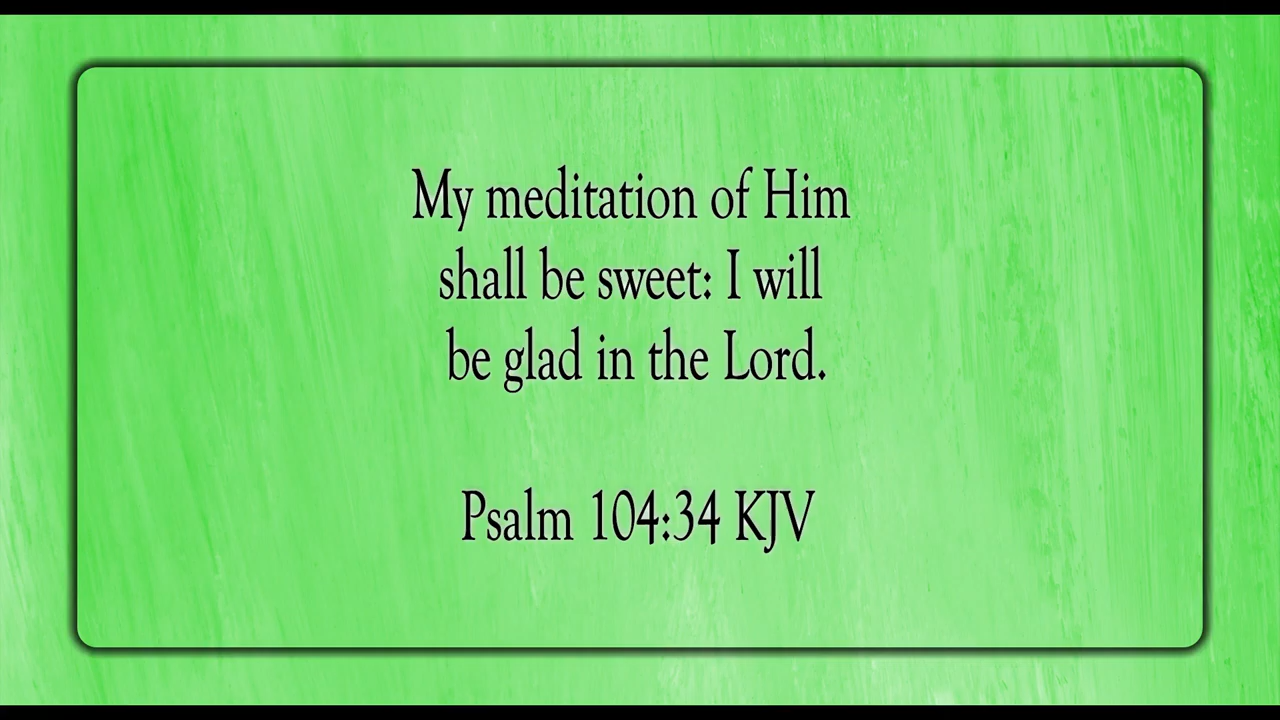 My meditation of Him
shall be sweet: I will
be glad in the Lord.
Psalm 104:34 KJV